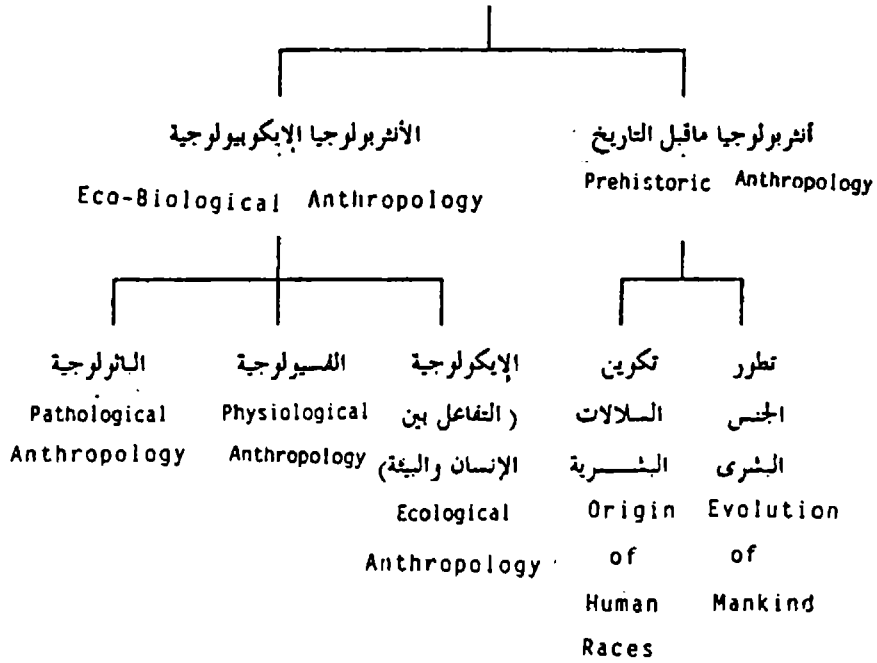 أنثربولوجيا ماقبل التاريخ
Prehistoric Anthropology
الأنثربولوجيا الإيكوبيولوجية
Eco-Biological Anthropology
تطور
الجنس
البشرى
Evolution
of
Mankind
تكوين
السلالات
البشـــرية
Origin
of
Human
Races
الإيكولوجية
( التفاعل بين
الإنسان والبيئة)
Ecological
Anthropology
الفسيولوجية
Physiological
Anthropology
الباثولوجية
Pathological
Anthropology